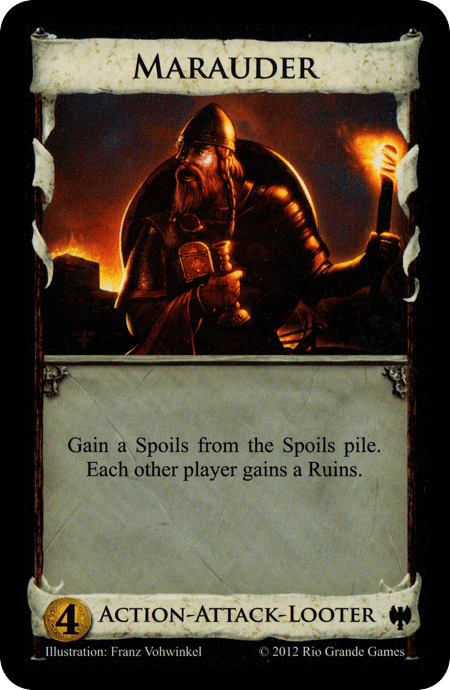 Marauder
Gain a Spoils from the Spoils pile.
Each other player gains a Ruins.
4 Action-Attack-Looter
Illustration: Franz Vohwinkel © 2012 Rio Grande Games